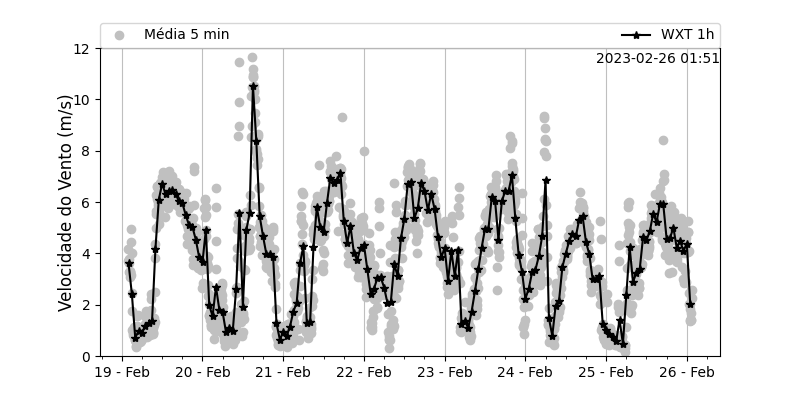 Média 5 min
WXT 1h
2023-02-26 01:51
Velocidade do Vento (m/s)
12
10
8
6
4
2
0
19 - Feb
20 - Feb
21 - Feb
22 - Feb
23 - Feb
24 - Feb
25 - Feb
26 - Feb